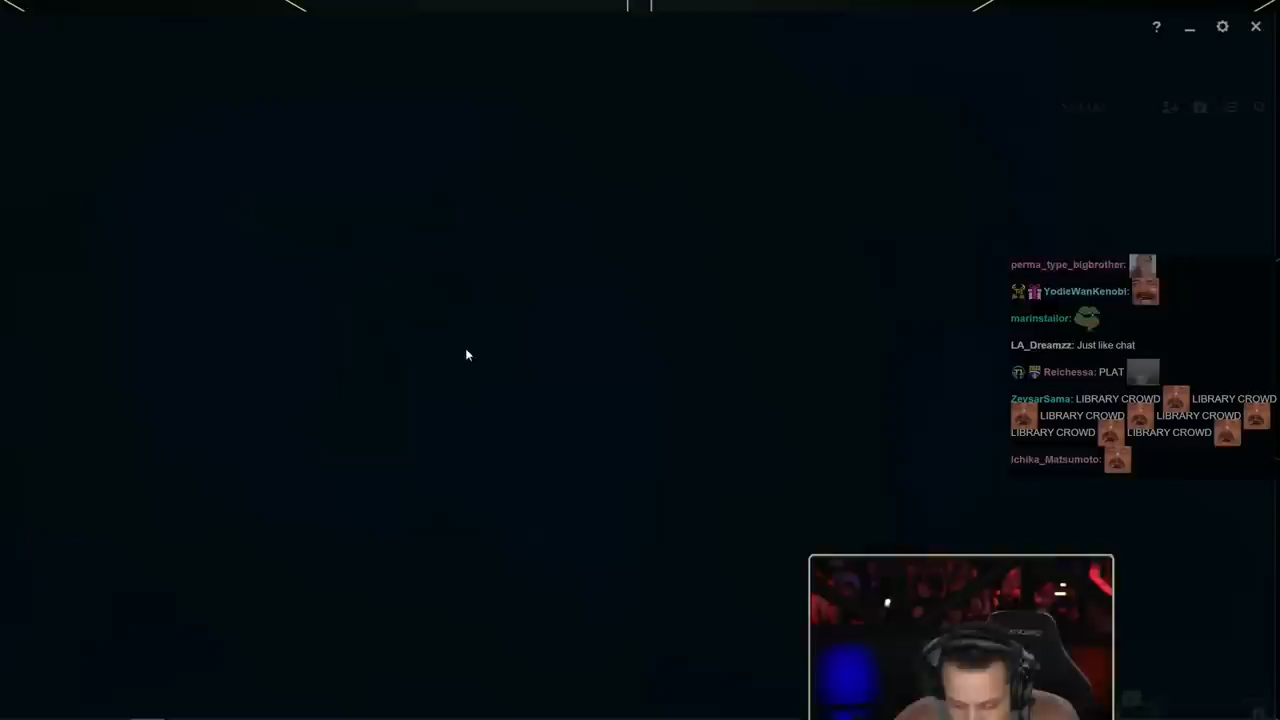 ?
perma_type_bigbrother:
YodieWanKenobi:
marinstailor:
LA_Dreamzz: Just like chat
Reichessa: PLAT
ZeysarSama: LIBRARY CROWD LIBRARY CROWD
LIBRARY CROWD LIBRARY CROWD
LIBRARY CROWD LIBRARY CROWD
Ichika_Matsumoto: